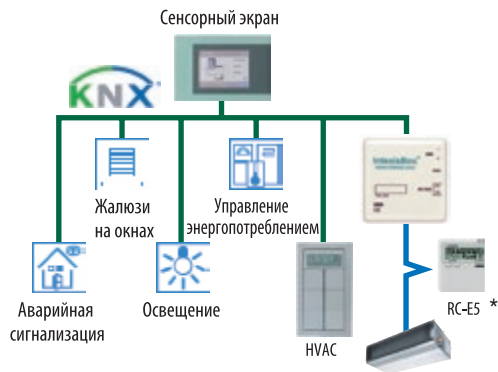 Сенсорный экран
KNX
IntesisBox
Жалюзи
на окнах
Управление
энергопотреблением
Аварийная
сигнализация
Освещение
HVAC
RC-E5 *